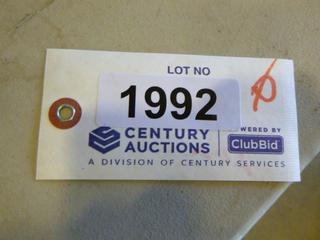 LOT NO
1992
CENTURY
AUCTIONS
WERED BY
ClubBid
A DIVISION OF CENTURY SERVICES